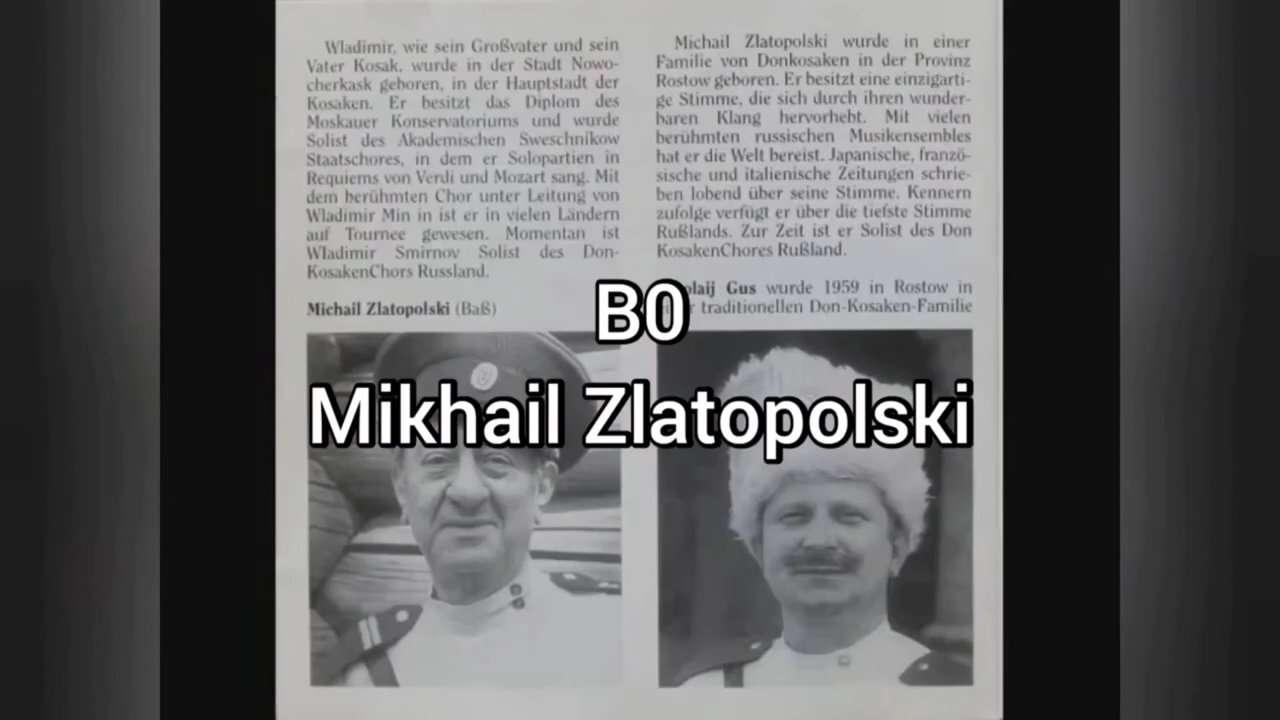 Wladimir, wie sein Großvater und sein
Vater Kosak, wurde in der Stadt Nowo-
cherkask geboren, in der Hauptstadt der
Kosaken. Er besitzt das Diplom des
Moskauer Konservatoriums und wurde
Solist des Akademischen Sweschnikow
Staatschores, in dem er Solopartien in
Requiems von Verdi und Mozart sang. Mit
dem berühmten Chor unter Leitung von
Wladimir Min in ist er in vielen Ländern
auf Tournee gewesen. Momentan ist
Wladimir Smirnov Solist des Don-
KosakenChors Russland.
Michail Zlatopolski (Baß)
Michail Zlatopolski wurde in einer
Familie von Donkosaken in der Provinz
Rostow geboren. Er besitzt eine einzigarti-
ge Stimme, die sich durch ihren wunder-
baren Klang hervorhebt. Mit vielen
berühmten russischen Musikensembles
hat er die Welt bereist. Japanische, franzö-
sische und italienische Zeitungen schrie-
ben lobend über seine Stimme. Kennern
zufolge verfügt er über die tiefste Stimme
Rußlands. Zur Zeit ist er Solist des Don
KosakenChores Rußland.
Gus wurde 1959 in Rostow in
traditionellen Don-Kosaken-Familie
B0
Mikhail Zlatopolski